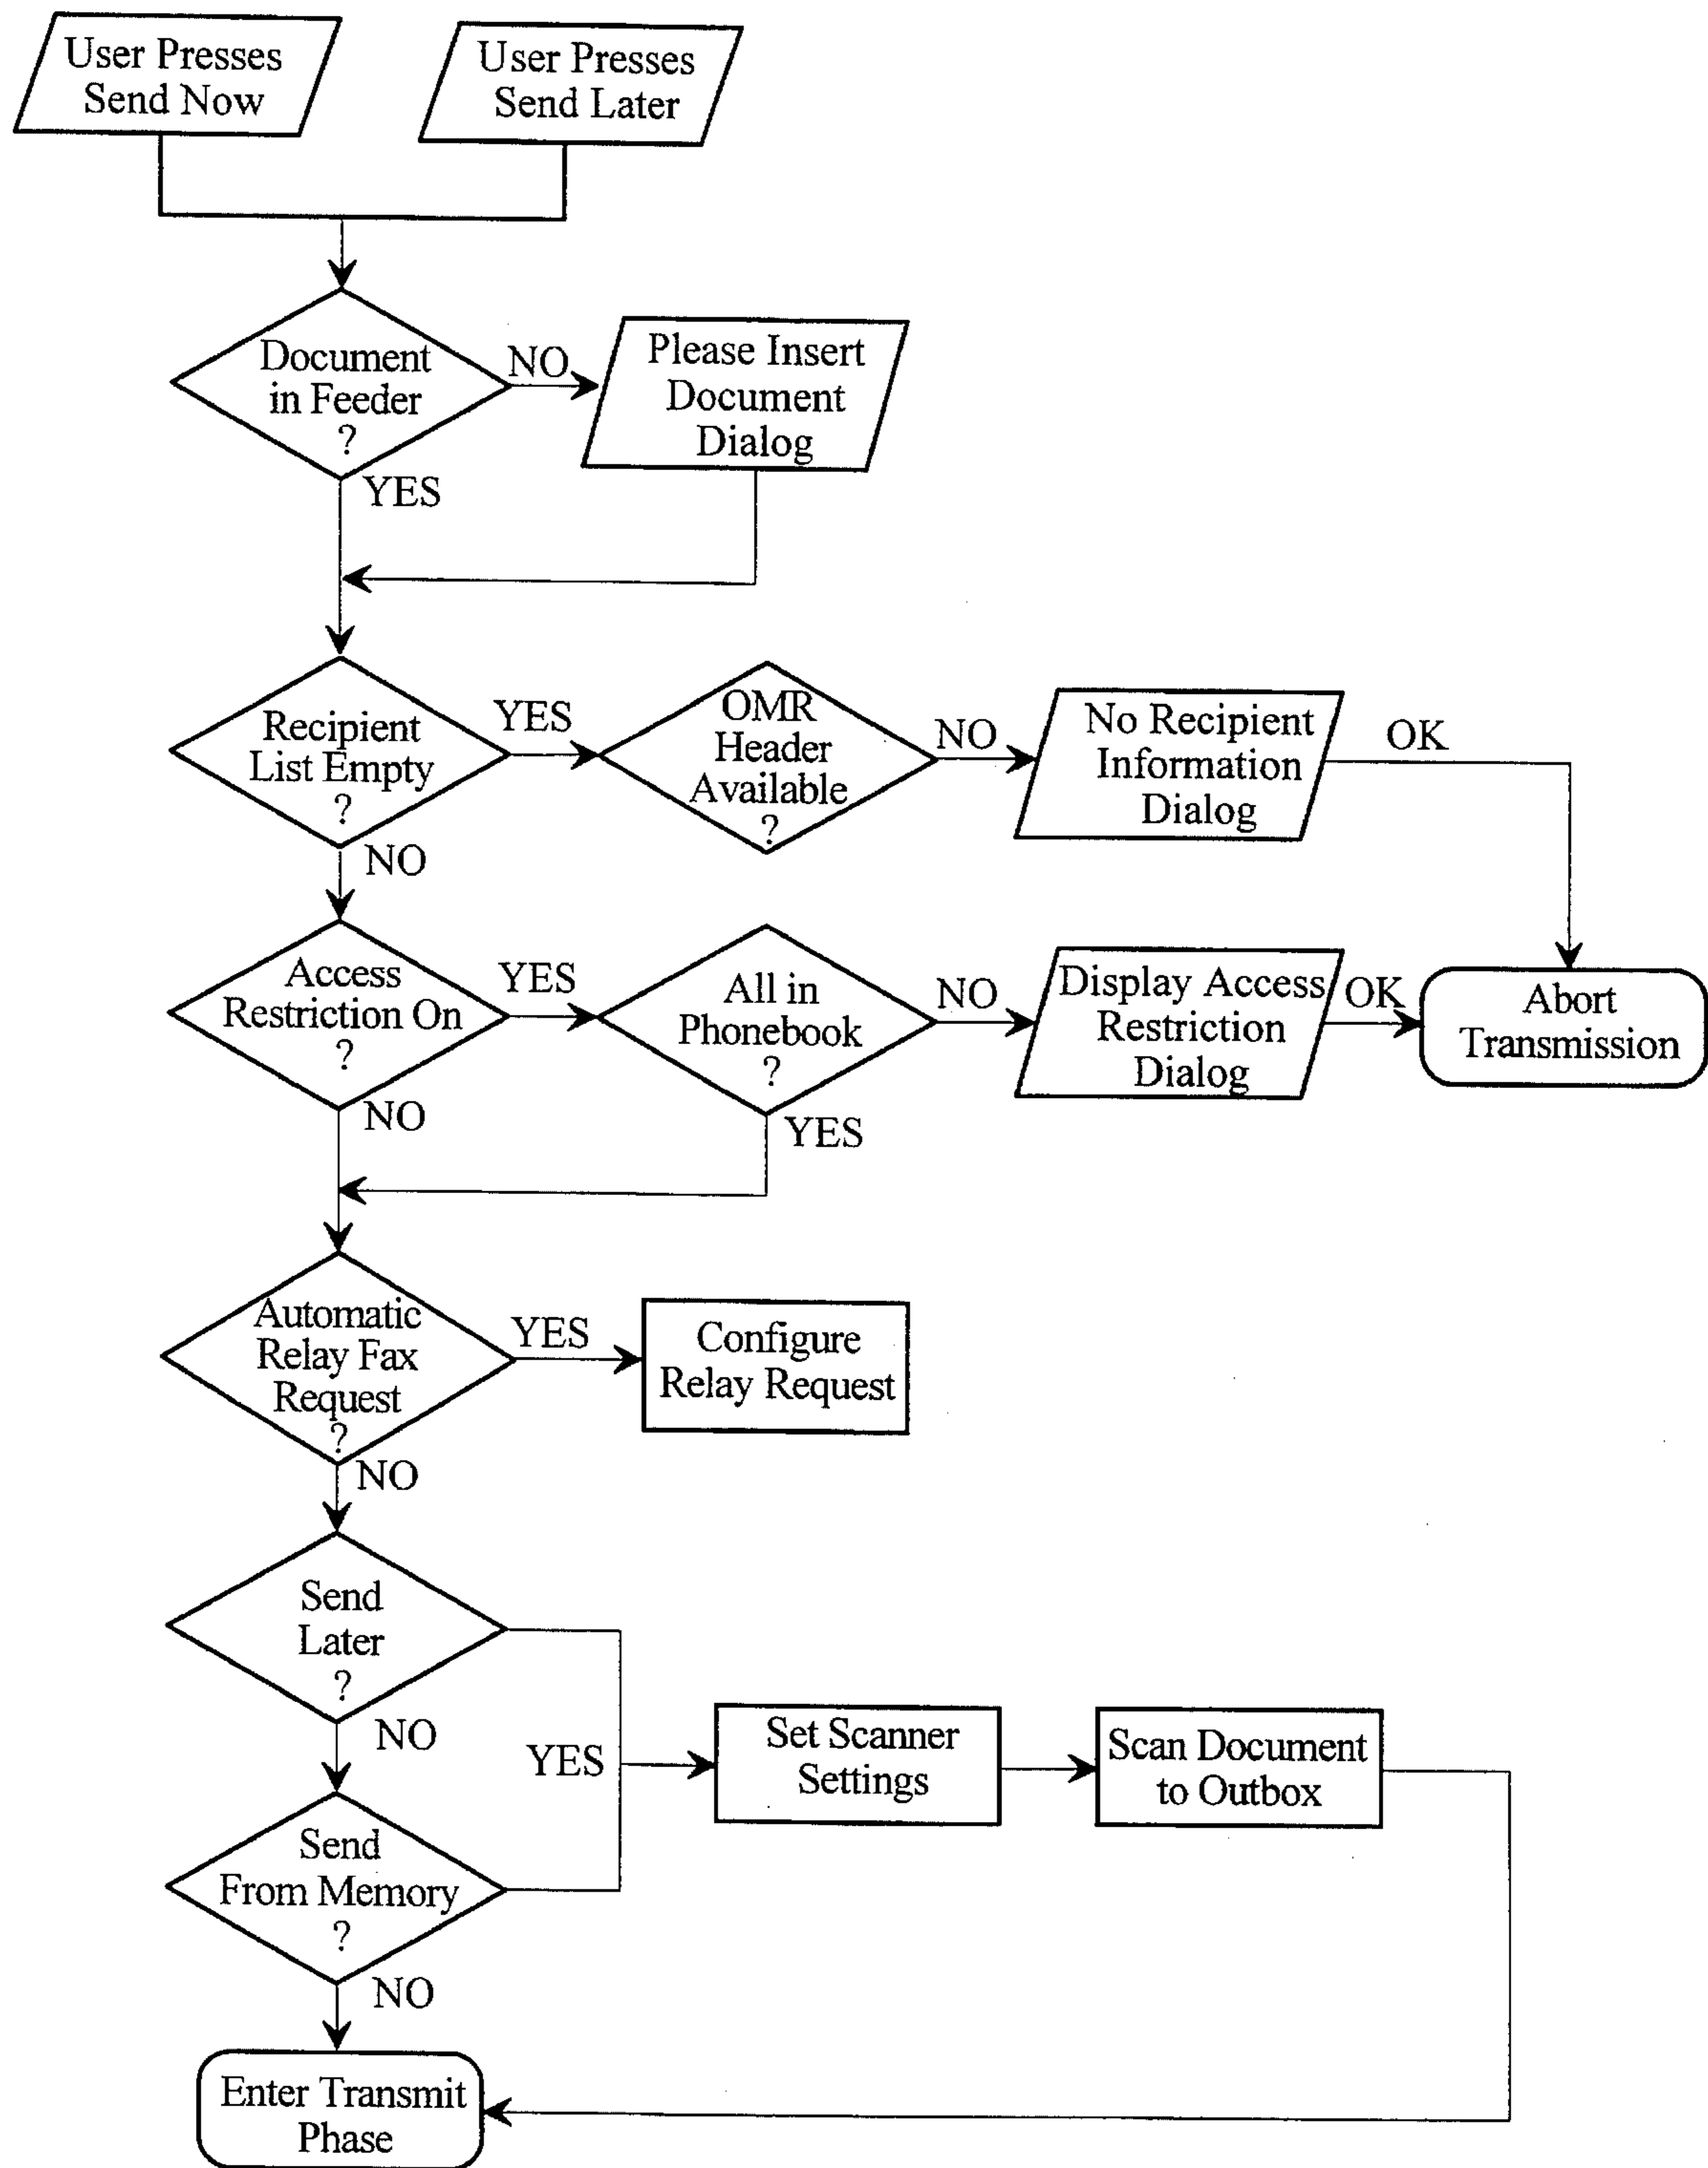 User Presses
Send Now
User Presses
Send Later
Document
in Feeder
?
NO
Please Insert
Document
Dialog
YES
Recipient
List Empty
?
YES
OMR
Header
Available
?
NO
No Recipient
Information
Dialog
OK
NO
Access
Restriction On
?
YES
All in
Phonebook
?
NO
Display Access
Restriction
Dialog
OK
Abort
Transmission
NO
YES
Automatic
Relay Fax
Request
?
YES
Configure
Relay Request
NO
Send
Later
?
NO
YES
Set Scanner
Settings
Scan Document
to Outbox
Send
From Memory
?
NO
Enter Transmit
Phase